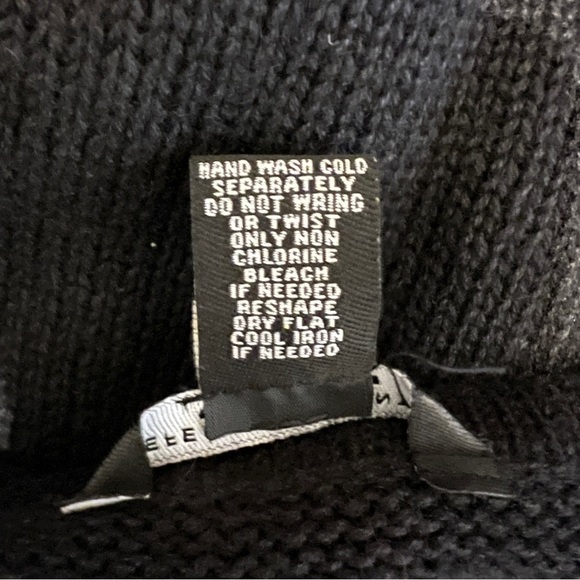 HAND WASH COLD
SEPARATELY
DO NOT WRING
OR TWIST
ONLY NON
CHLORINE
BLEACH
IF NEEDED
RESHAPE
DRY FLAT
COOL IRON
IF NEEDED